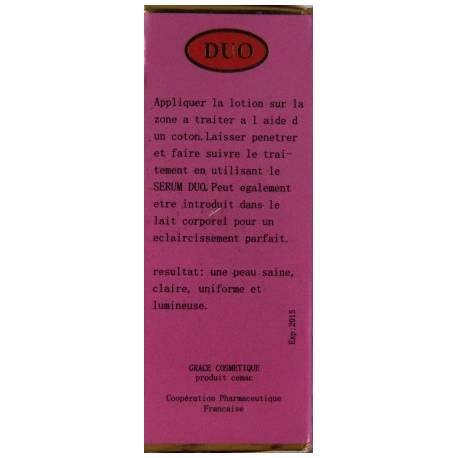 DUO
Appliquer la lotion sur la
zone a traiter a l aide d
un coton.Laisser penetrer
et faire suivre le trai-
tement en utilisant le
SERUM DUO.Peut egalement
etre introduit dans le
lait corporel pour un
eclaircissement parfait.
resultat: une peau saine,
claire, uniforme et
lumineuse.
Exp:2015
GRACE COSMETIQUE
produit cemac
Coopération Pharmaceutique
Francaise